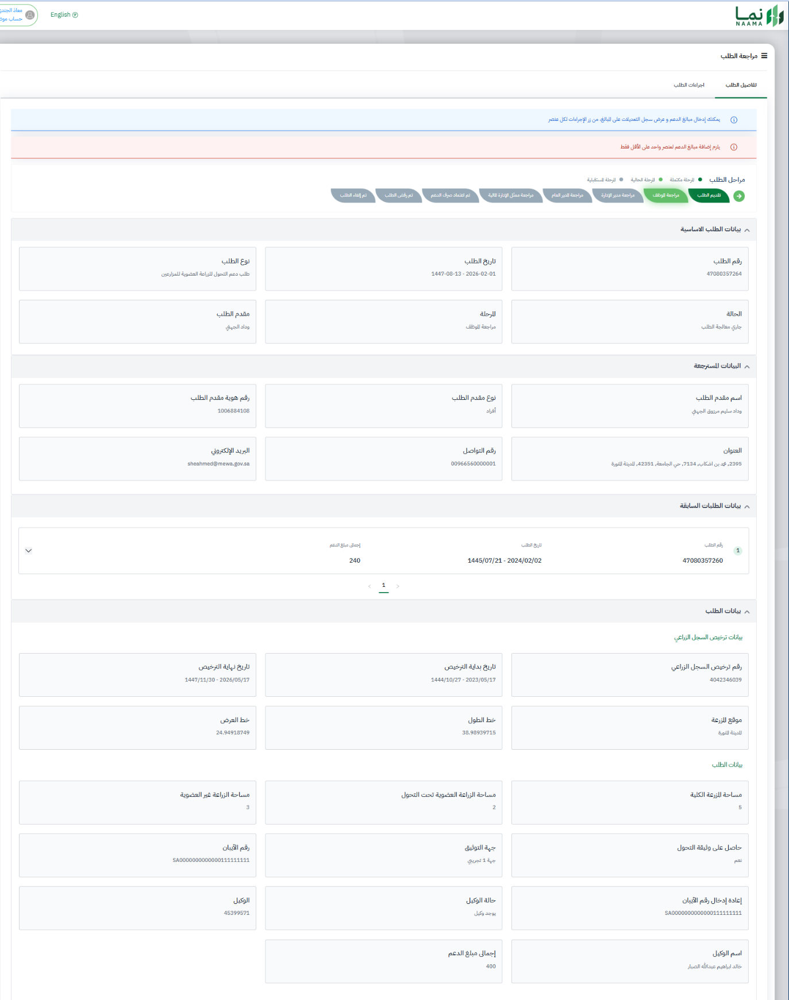 نما
NAAMA
English
معاذ الجندي
حساب موظ
مراجعة الطلب
تفاصيل الطلب
اجراءات الطلب
يمكنك إدخال مبالغ الدعم و عرض سجل التعديلات على المبالغ، من زر الإجراءات لكل عنصر
يلزم إضافة مبالغ الدعم لعنصر واحد على الأقل فقط
مراحل الطلب المرحلة مكتملة المرحلة الحالية المرحلة المستقبلية
تقديم الطلب مراجعة الموظف مراجعة مدير الإدارة مراجعة المدير العام مراجعة ممثل الإدارة المالية تم اعتماد صرف الدعم تم رفض الطلب تم إلغاء الطلب
بيانات الطلب الاساسية
رقم الطلب تاريخ الطلب نوع الطلب
47080357264 1447-08-13 - 2026-02-01 طلب دعم التحول للزراعة العضوية للمزارعين
الحالة المرحلة مقدم الطلب
جاري معالجة الطلب مراجعة الموظف وداد الجهني
البيانات المسترجعة
اسم مقدم الطلب نوع مقدم الطلب رقم هوية مقدم الطلب
وداد سليم مرزوق الجهني أفراد 1006884108
العنوان رقم التواصل البريد الإلكتروني
2395, محمد بن اشكاب, 7134, حي الجامعة, 42351, المدينة المنورة 00966560000001 sheahmed@mewa.gov.sa
بيانات الطلبات السابقة
رقم الطلب تاريخ الطلب إجمالي مبلغ الدعم
1 47080357260 1445/07/21 - 2024/02/02 240
1
بيانات الطلب
بيانات ترخيص السجل الزراعي
رقم ترخيص السجل الزراعي تاريخ بداية الترخيص تاريخ نهاية الترخيص
4042346039 1444/10/27 - 2023/05/17 1447/11/30 - 2026/05/17
موقع المزرعة خط الطول خط العرض
المدينة المنورة 38.98939715 24.94918749
بيانات الطلب
مساحة المزرعة الكلية مساحة الزراعة العضوية تحت التحول مساحة الزراعة غير العضوية
5 2 3
حاصل على وثيقة التحول جهة التوثيق رقم الآيبان
نعم جهة 1 تجريبي SA0000000000000111111111
إعادة إدخال رقم الآيبان حالة الوكيل الوكيل
SA0000000000000111111111 يوجد وكيل 45399571
اسم الوكيل إجمالي مبلغ الدعم
خالد ابراهيم عبدالله الصبار 400